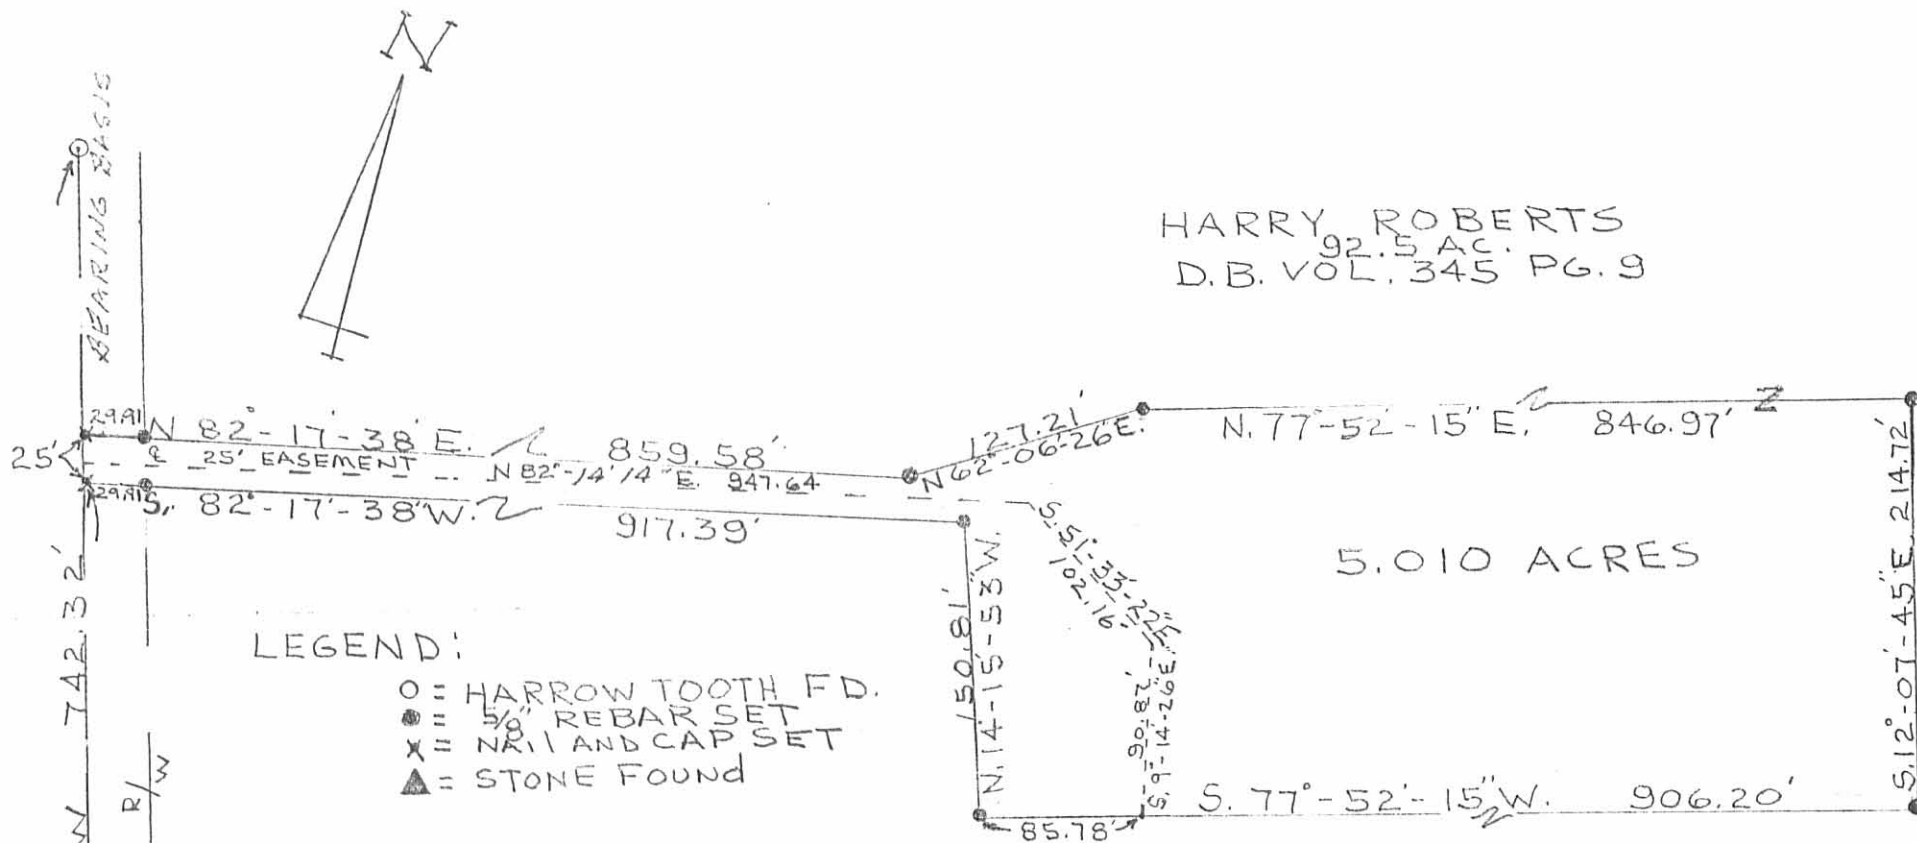 N
BEARING BASIS
HARRY ROBERTS
92.5 AC.
D.B. VOL. 345 PG. 9
29.91
N 82°-17'-38" E. 859.58'
25'
℄ 25' EASEMENT N 82°-14'14" E. 947.64
29.91
S. 82°-17'-38" W. 917.39'
127.21'
N 62°-06'-26" E.
N. 77°-52'-15" E. 846.97'
S. 12°-07'-45" E. 214.72'
S. 51°-33'-22" E.
102.16'
5.010 ACRES
150.81'
N. 14°-15'-53" W.
90.82'
S. 9°-14-26" E.
S. 77°-52'-15" W. 906.20'
85.78'
742.32'
W
R/W
LEGEND:
O = HARROW TOOTH FD.
● = 5/8" REBAR SET
X = NAIL AND CAP SET
▲ = STONE FOUNd